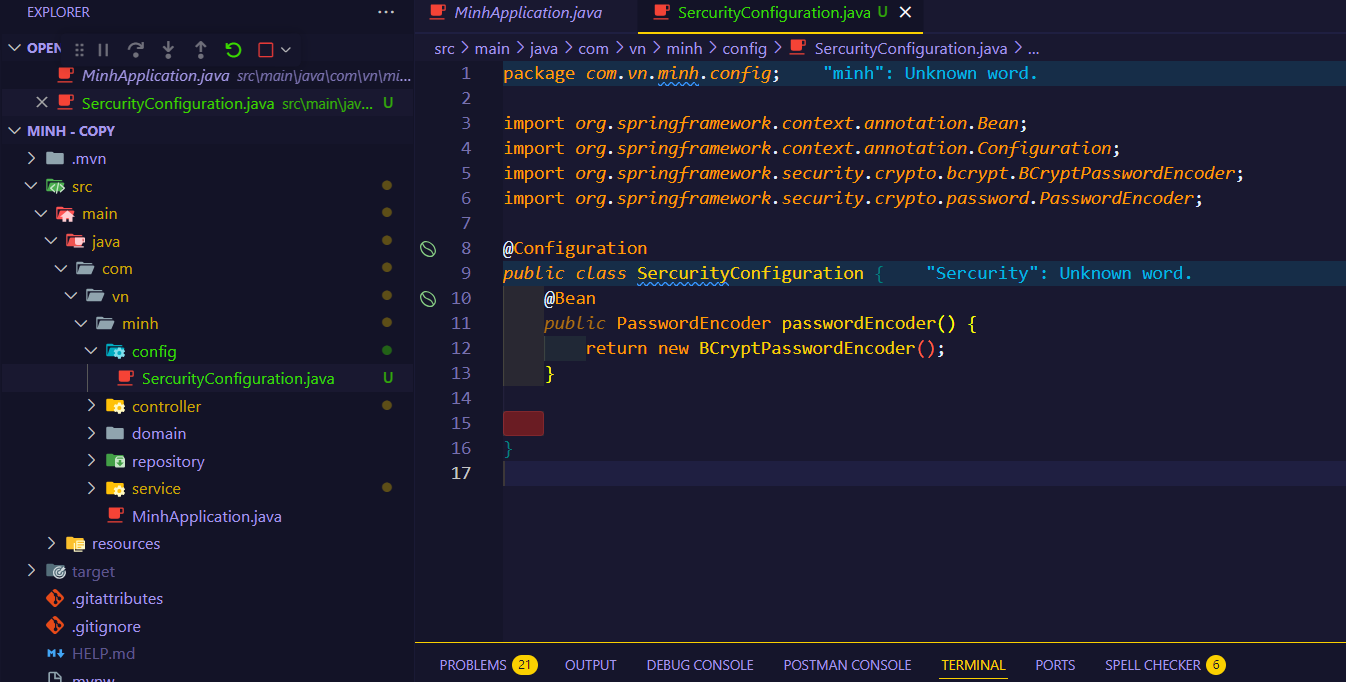 EXPLORER
OPEN
MinhApplication.java src\main\java\com\vn\mi...
SercurityConfiguration.java src\main\jav... U
MINH - COPY
.mvn
src
main
java
com
vn
minh
config
SercurityConfiguration.java U
controller
domain
repository
service
MinhApplication.java
resources
target
.gitattributes
.gitignore
HELP.md
mvnw
MinhApplication.java
SercurityConfiguration.java U
src > main > java > com > vn > minh > config > SercurityConfiguration.java > ...
1 package com.vn.minh.config; "minh": Unknown word.
2
3 import org.springframework.context.annotation.Bean;
4 import org.springframework.context.annotation.Configuration;
5 import org.springframework.security.crypto.bcrypt.BCryptPasswordEncoder;
6 import org.springframework.security.crypto.password.PasswordEncoder;
7
8 @Configuration
9 public class SercurityConfiguration { "Sercurity": Unknown word.
10 @Bean
11 public PasswordEncoder passwordEncoder() {
12 return new BCryptPasswordEncoder();
13 }
14
15
16 }
17
PROBLEMS 21 OUTPUT DEBUG CONSOLE POSTMAN CONSOLE TERMINAL PORTS SPELL CHECKER 6